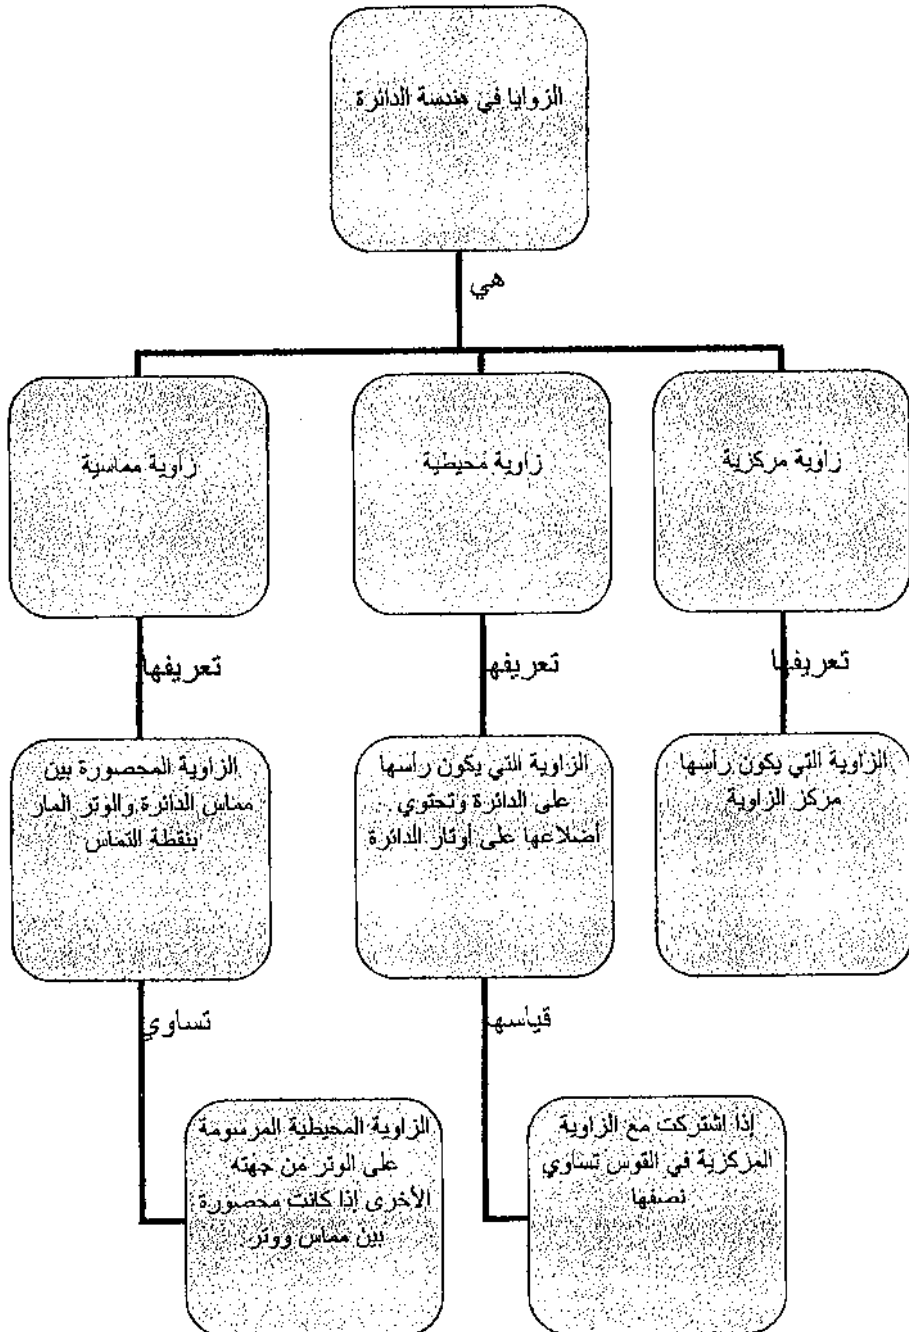 الزوايا في هندسة الدائرة
هي
زاوية مركزية
زاوية محيطية
زاوية مماسية
تعريفها
تعريفها
تعريفها
الزاوية التي يكون رأسها
مركز الزاوية
الزاوية التي يكون رأسها
على الدائرة وتحتوي
أضلاعها على أوتار الدائرة
الزاوية المحصورة بين
مماس الدائرة والوتر المار
بنقطة التماس
قياسها
تساوي
إذا اشتركت مع الزاوية
المركزية في القوس تساوي
نصفها
الزاوية المحيطية المرسومة
على الوتر من جهته
الأخرى إذا كانت محصورة
بين مماس ووتر